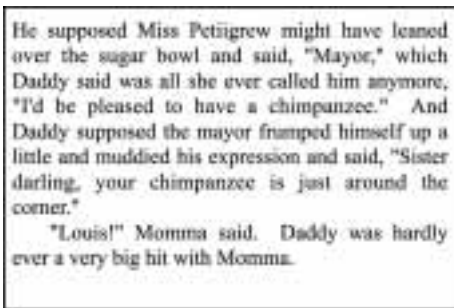 He supposed Miss Petiigrew might have leaned
over the sugar bowl and said, "Mayor," which
Daddy said was all she ever called him anymore,
"I'd be pleased to have a chimpanzee." And
Daddy supposed the mayor frumped himself up a
little and muddied his expression and said, "Sister
darling, your chimpanzee is just around the
corner."
"Louis!" Momma said. Daddy was hardly
ever a very big hit with Momma.